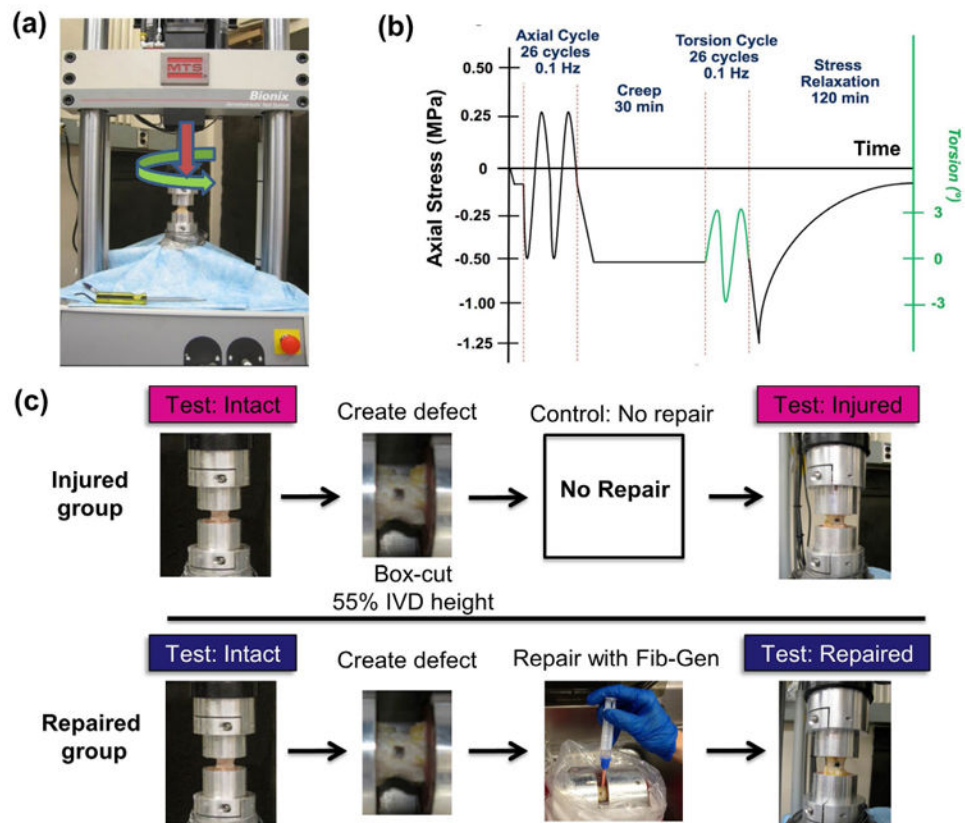 (a)
MTS
Bionix
(b)
Axial Cycle
26 cycles
0.1 Hz
Creep
30 min
Torsion Cycle
26 cycles
0.1 Hz
Stress
Relaxation
120 min
Time
Axial Stress (MPa)
0.50
0.25
0
-0.25
-0.50
-1.00
-1.25
Torsion (°)
3
0
-3
(c)
Test: Intact
Create defect
Control: No repair
Test: Injured
Injured
group
No Repair
Box-cut
55% IVD height
Test: Intact
Create defect
Repair with Fib-Gen
Test: Repaired
Repaired
group